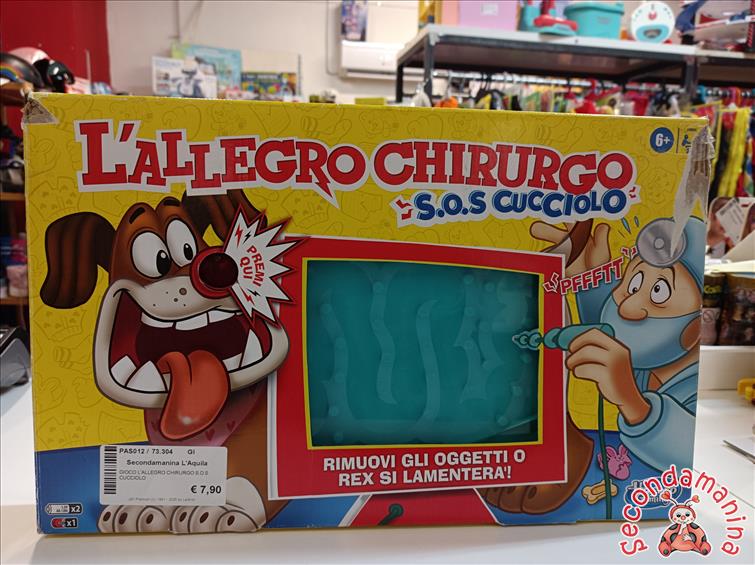 L'ALLEGRO CHIRURGO
S.O.S CUCCIOLO
6+
PREMI
QUI
PFFFTT
RIMUOVI GLI OGGETTI O
REX SI LAMENTERA'!
PAS012 / 73.304 GI
Secondamanina L'Aquila
GIOCO L'ALLEGRO CHIRURGO S.O.S
CUCCIOLO
€ 7,90
x2
x1
Secondamanina